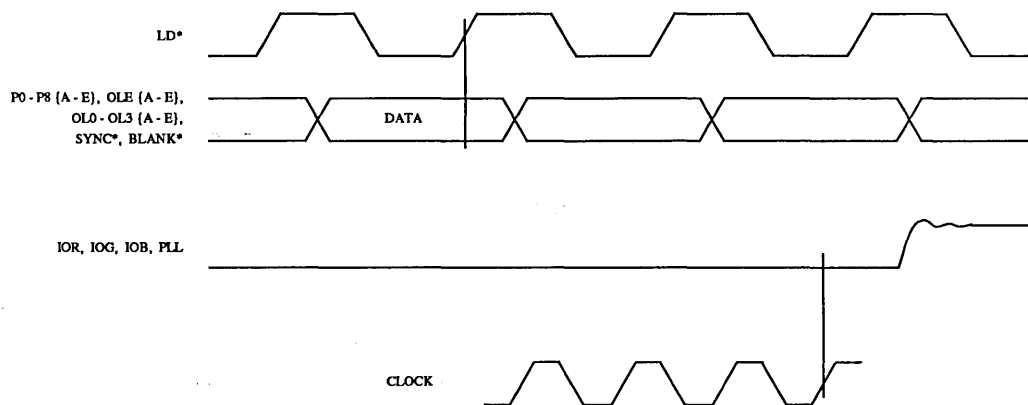 LD*
P0 - P8 {A - E}, OLE {A - E},
OL0 - OL3 {A - E},
SYNC*, BLANK*
DATA
IOR, IOG, IOB, PLL
CLOCK